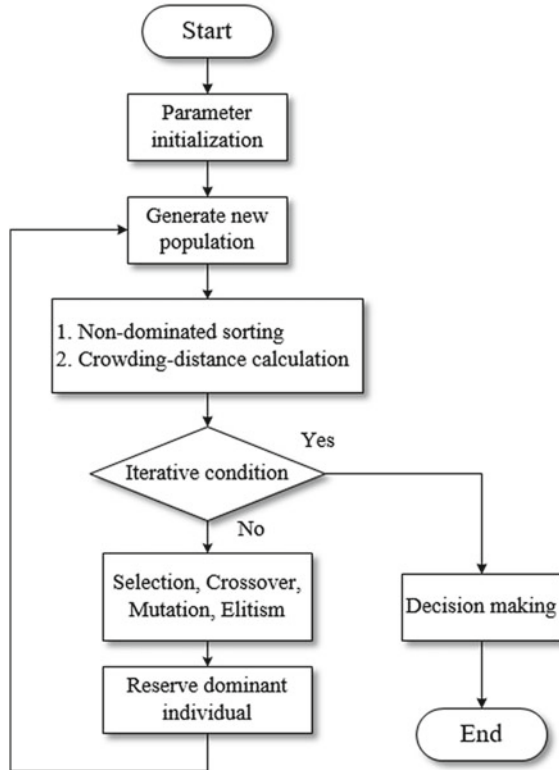 Start
Parameter
initialization
Generate new
population
1. Non-dominated sorting
2. Crowding-distance calculation
Yes
Iterative condition
No
Selection, Crossover,
Mutation, Elitism
Decision making
Reserve dominant
individual
End